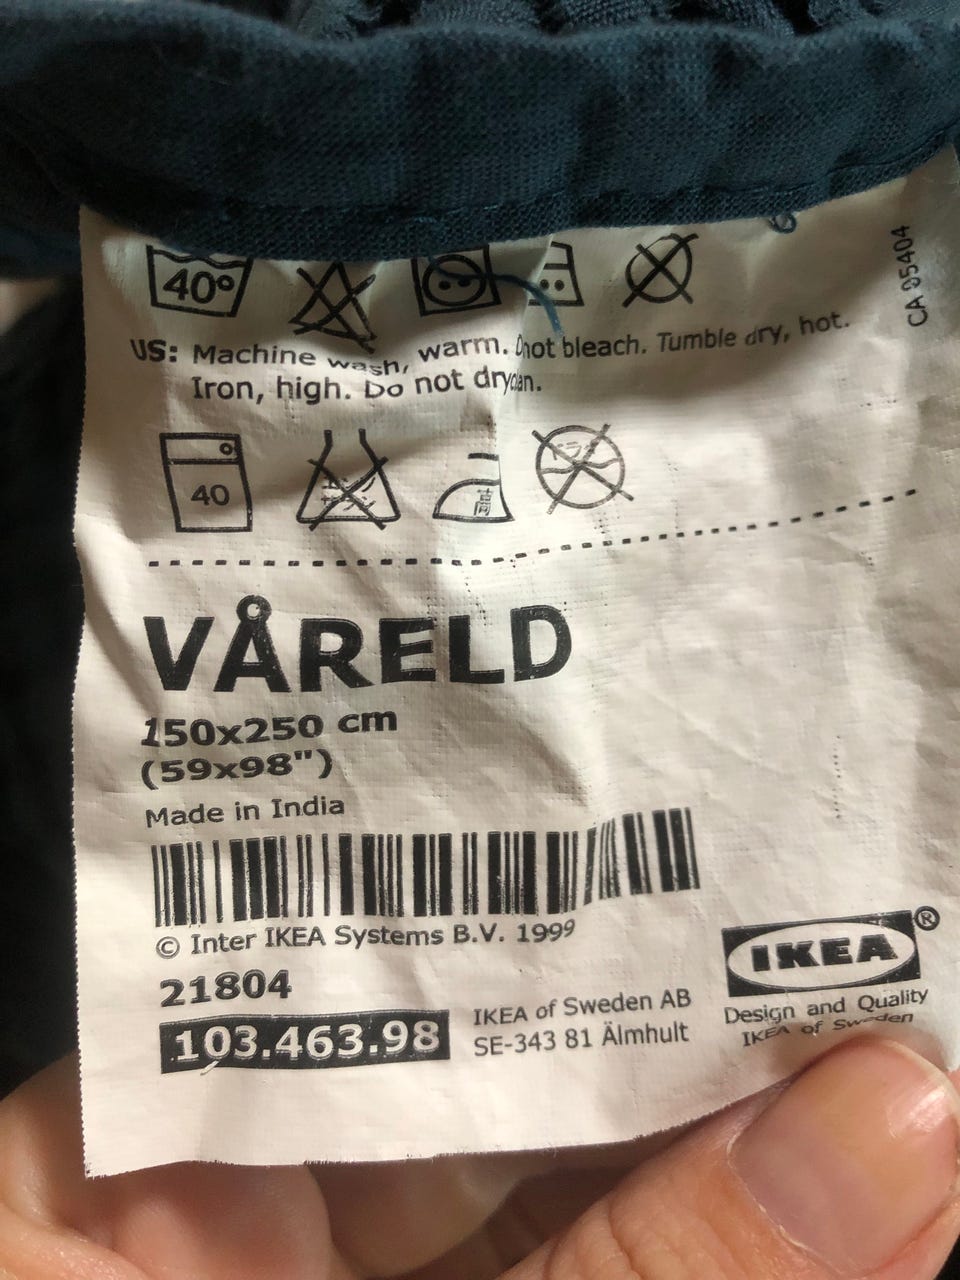 40°
CA 05404
US: Machine wash, warm. not bleach. Tumble dry, hot.
Iron, high. Do not dry
40
高
VÅRELD
150x250 cm
(59x98")
Made in India
© Inter IKEA Systems B.V. 1999
21804
103.463.98
IKEA of Sweden AB
SE-343 81 Älmhult
IKEA®
Design and Quality
IKEA of Sweden